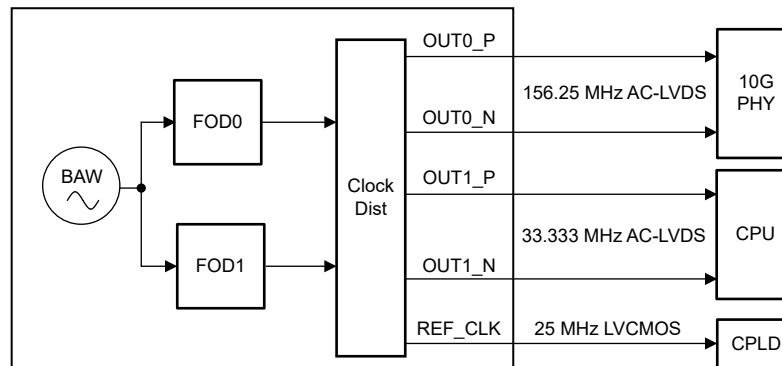 OUT0_P
10G
PHY
156.25 MHz AC-LVDS
FOD0
OUT0_N
BAW
Clock
Dist
OUT1_P
33.333 MHz AC-LVDS
CPU
FOD1
OUT1_N
REF_CLK
25 MHz LVCMOS
CPLD